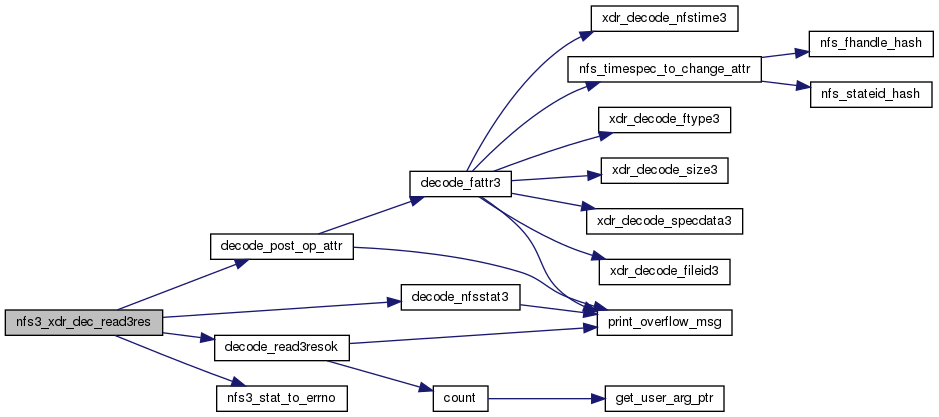 xdr_decode_nfstime3
nfs_fhandle_hash
nfs_timespec_to_change_attr
nfs_stateid_hash
xdr_decode_ftype3
xdr_decode_size3
decode_fattr3
xdr_decode_specdata3
decode_post_op_attr
xdr_decode_fileid3
decode_nfsstat3
nfs3_xdr_dec_read3res
print_overflow_msg
decode_read3resok
nfs3_stat_to_errno
count
get_user_arg_ptr